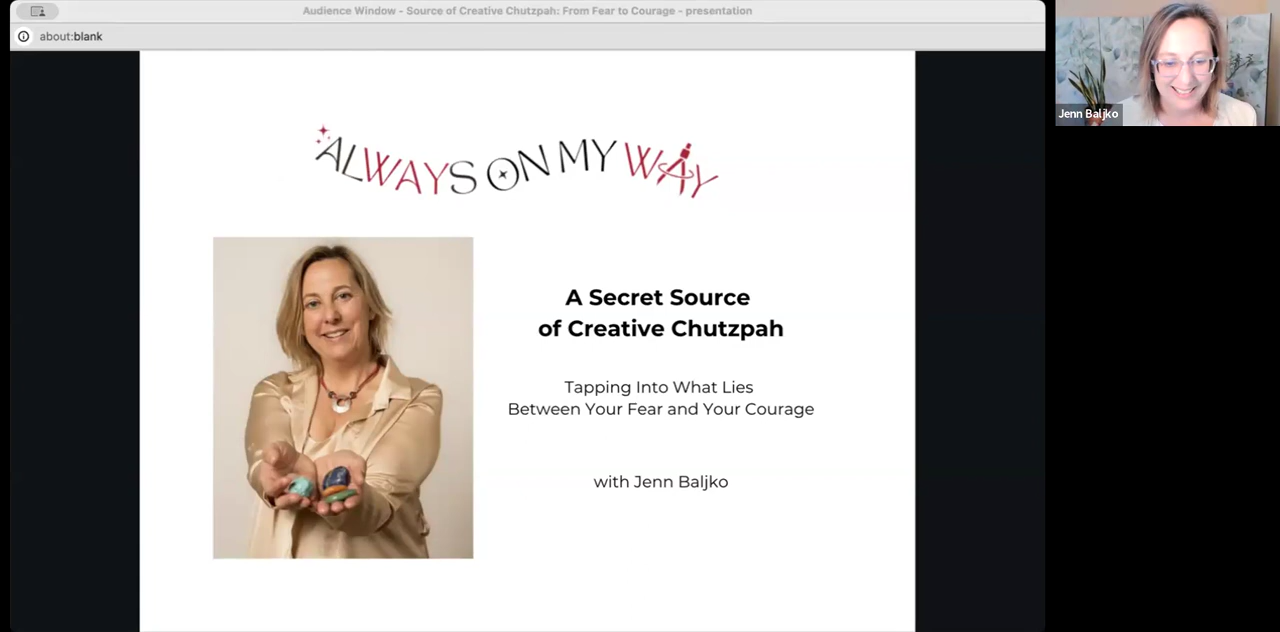 Audience Window - Source of Creative Chutzpah: From Fear to Courage - presentation
about:blank
Jenn Baljko
ALWAYS ON MY WAY
A Secret Source
of Creative Chutzpah
Tapping Into What Lies
Between Your Fear and Your Courage
with Jenn Baljko